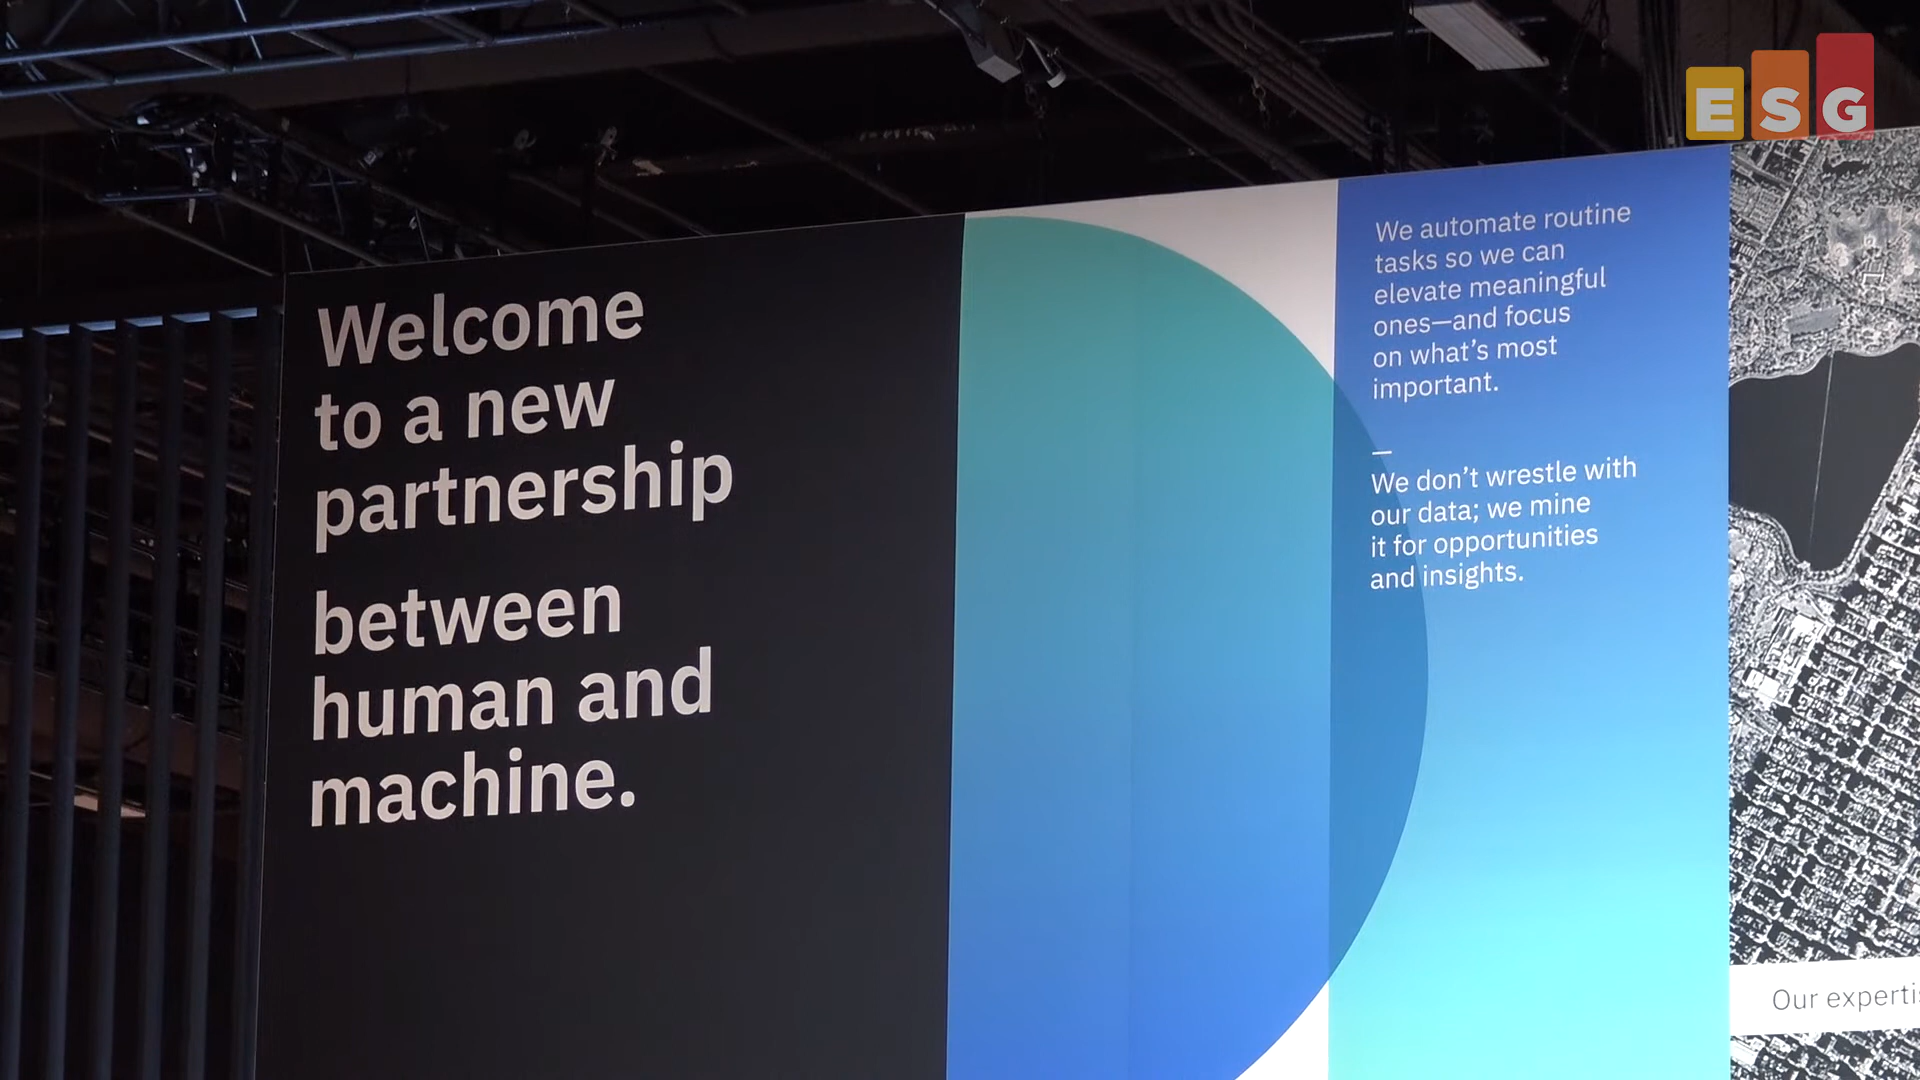 ESG
Welcome
to a new
partnership
between
human and
machine.
We automate routine
tasks so we can
elevate meaningful
ones—and focus
on what's most
important.
—
We don't wrestle with
our data; we mine
it for opportunities
and insights.
Our